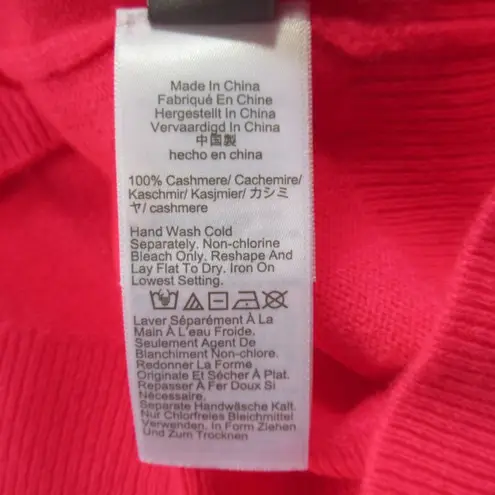 Made In China
Fabriqué En Chine
Hergestellt In China
Vervaardigd In China
中国製
hecho en china
100% Cashmere/ Cachemire/
Kaschmir/ Kasjmier/ カシミ
ヤ/ cashmere
Hand Wash Cold
Separately. Non-chlorine
Bleach Only. Reshape And
Lay Flat To Dry. Iron On
Lowest Setting.
Laver Séparément À La
Main À L'eau Froide.
Seulement Agent De
Blanchiment Non-chlore.
Redonner La Forme
Originale Et Sécher À Plat.
Repasser À Fer Doux Si
Nécessaire.
Separate Handwäsche Kalt.
Nur Chlorfreies Bleichmittel
Verwenden. In Form Ziehen
Und Zum Trocknen